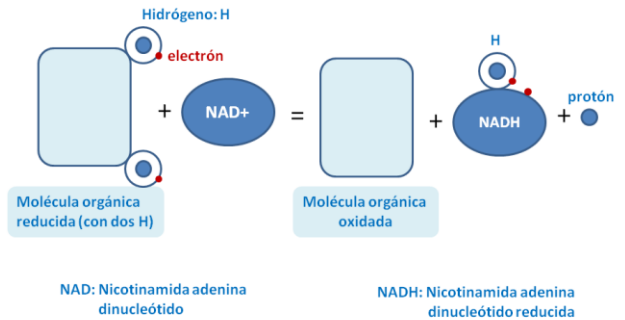 Hidrógeno: H
electrón
+
NAD+
=
+
H
NADH
+
protón
Molécula orgánica
reducida (con dos H)
Molécula orgánica
oxidada
NAD: Nicotinamida adenina
dinucleótido
NADH: Nicotinamida adenina
dinucleótido reducida